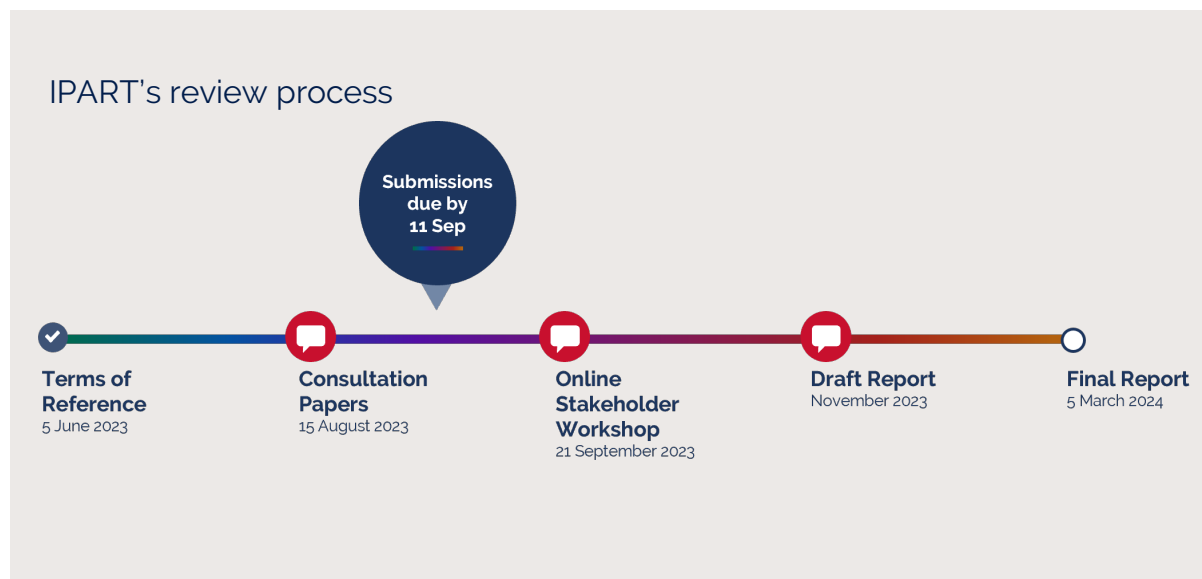 IPART's review process
Submissions
due by
11 Sep
Terms of
Reference
5 June 2023
Consultation
Papers
15 August 2023
Online
Stakeholder
Workshop
21 September 2023
Draft Report
November 2023
Final Report
5 March 2024